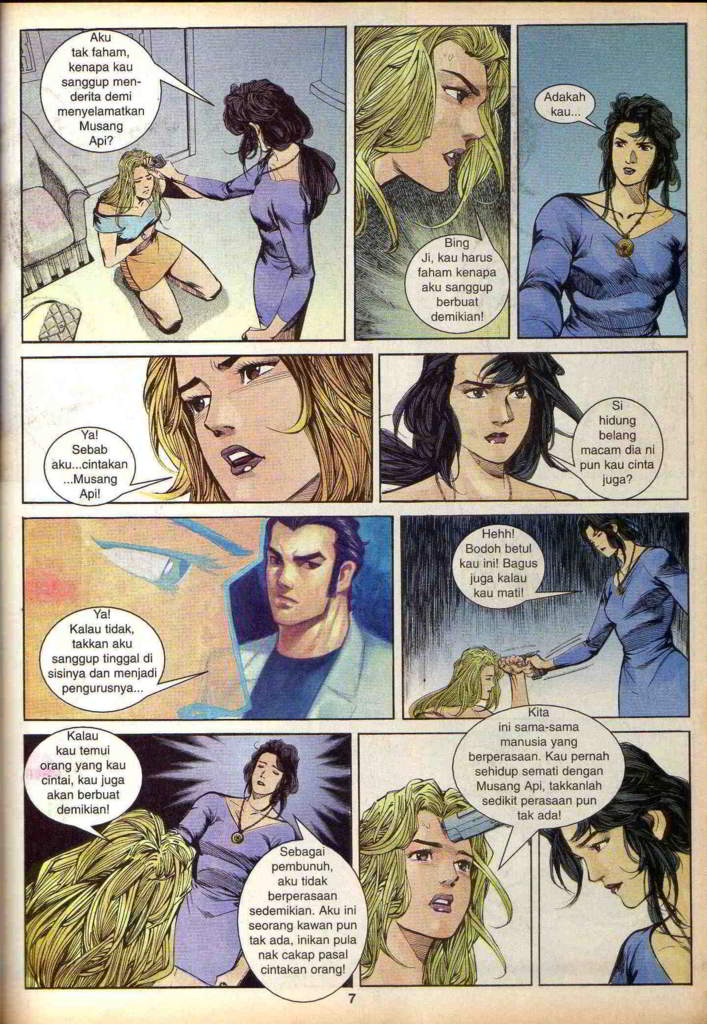 Aku
tak faham,
kenapa kau
sanggup men-
derita demi
menyelamatkan
Musang
Api?
Bing
Ji, kau harus
faham kenapa
aku sanggup
berbuat
demikian!
Adakah
kau...
Ya!
Sebab
aku...cintakan
...Musang
Api!
Si
hidung
belang
macam dia ni
pun kau cinta
juga?
Ya!
Kalau tidak,
takkan aku
sanggup tinggal di
sisinya dan menjadi
pengurusnya...
Hehh!
Bodoh betul
kau ini! Bagus
juga kalau
kau mati!
Kalau
kau temui
orang yang kau
cintai, kau juga
akan berbuat
demikian!
Sebagai
pembunuh,
aku tidak
berperasaan
sedemikian. Aku ini
seorang kawan pun
tak ada, inikan pula
nak cakap pasal
cintakan orang!
Kita
ini sama-sama
manusia yang
berperasaan. Kau pernah
sehidup semati dengan
Musang Api, takkanlah
sedikit perasaan pun
tak ada!
7